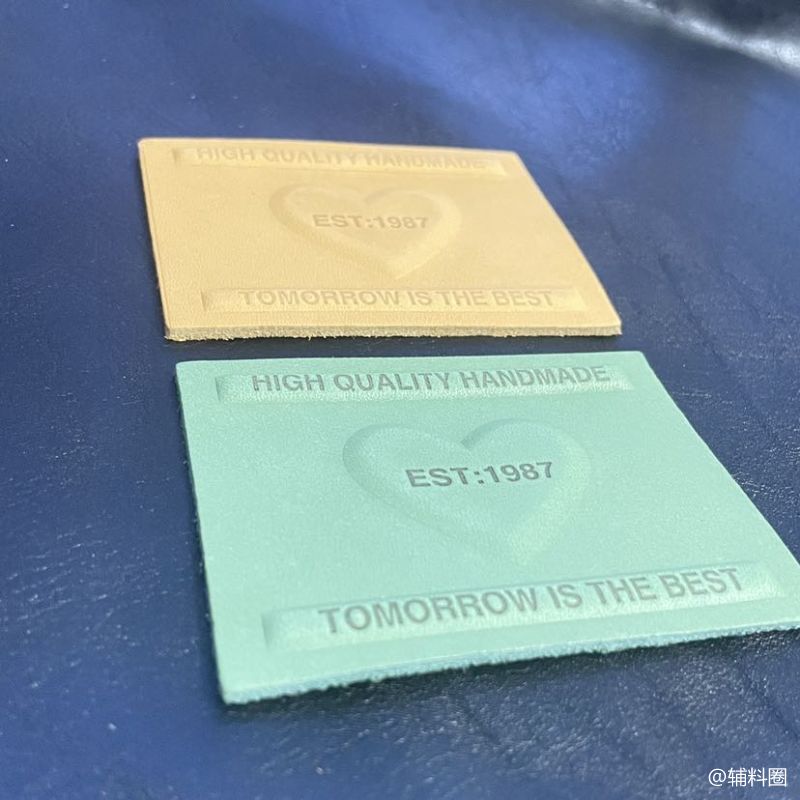 HIGH QUALITY HANDMADE
EST:1987
TOMORROW IS THE BEST
HIGH QUALITY HANDMADE
EST:1987
TOMORROW IS THE BEST
@辅料圈